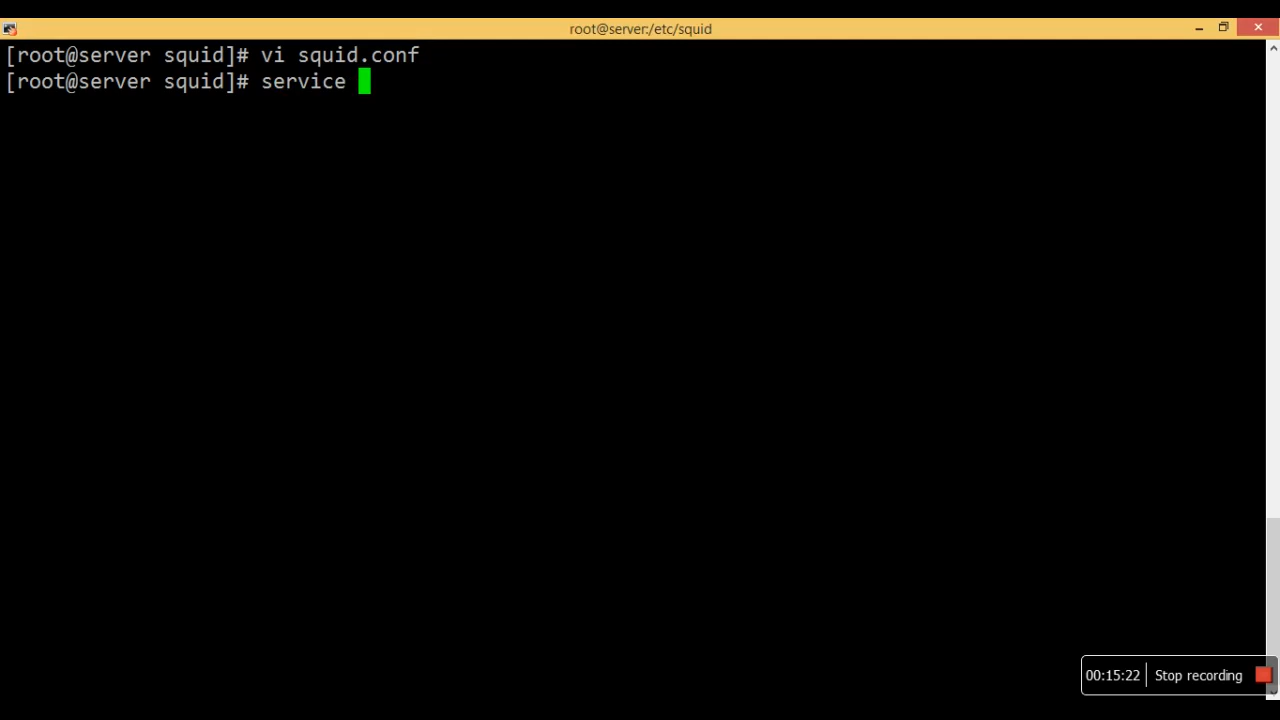 root@server:/etc/squid
[root@server squid]# vi squid.conf
[root@server squid]# service
00:15:22 Stop recording